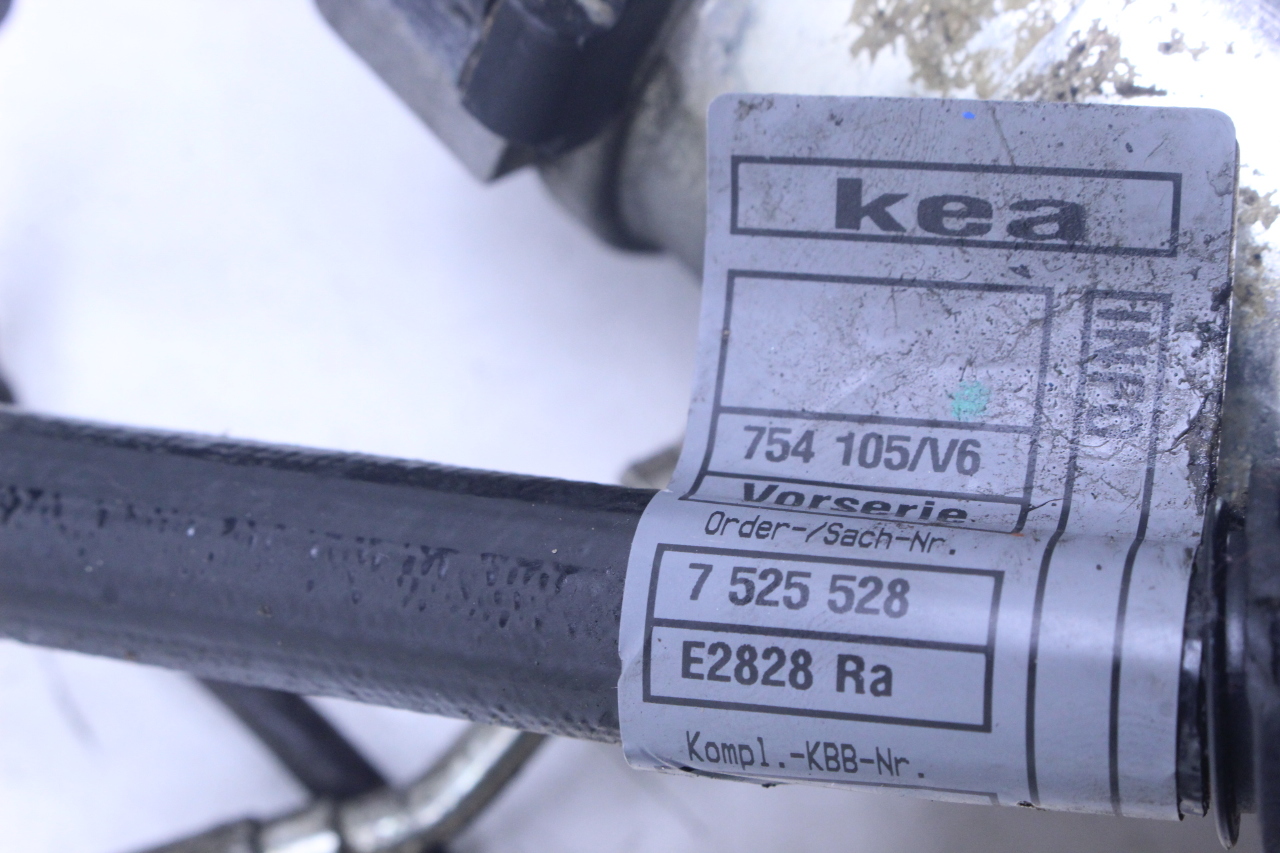 kea
754 105/V6
Vorserie
Order-/Sach-Nr.
7 525 528
E2828 Ra
Kompl.-KBB-Nr.